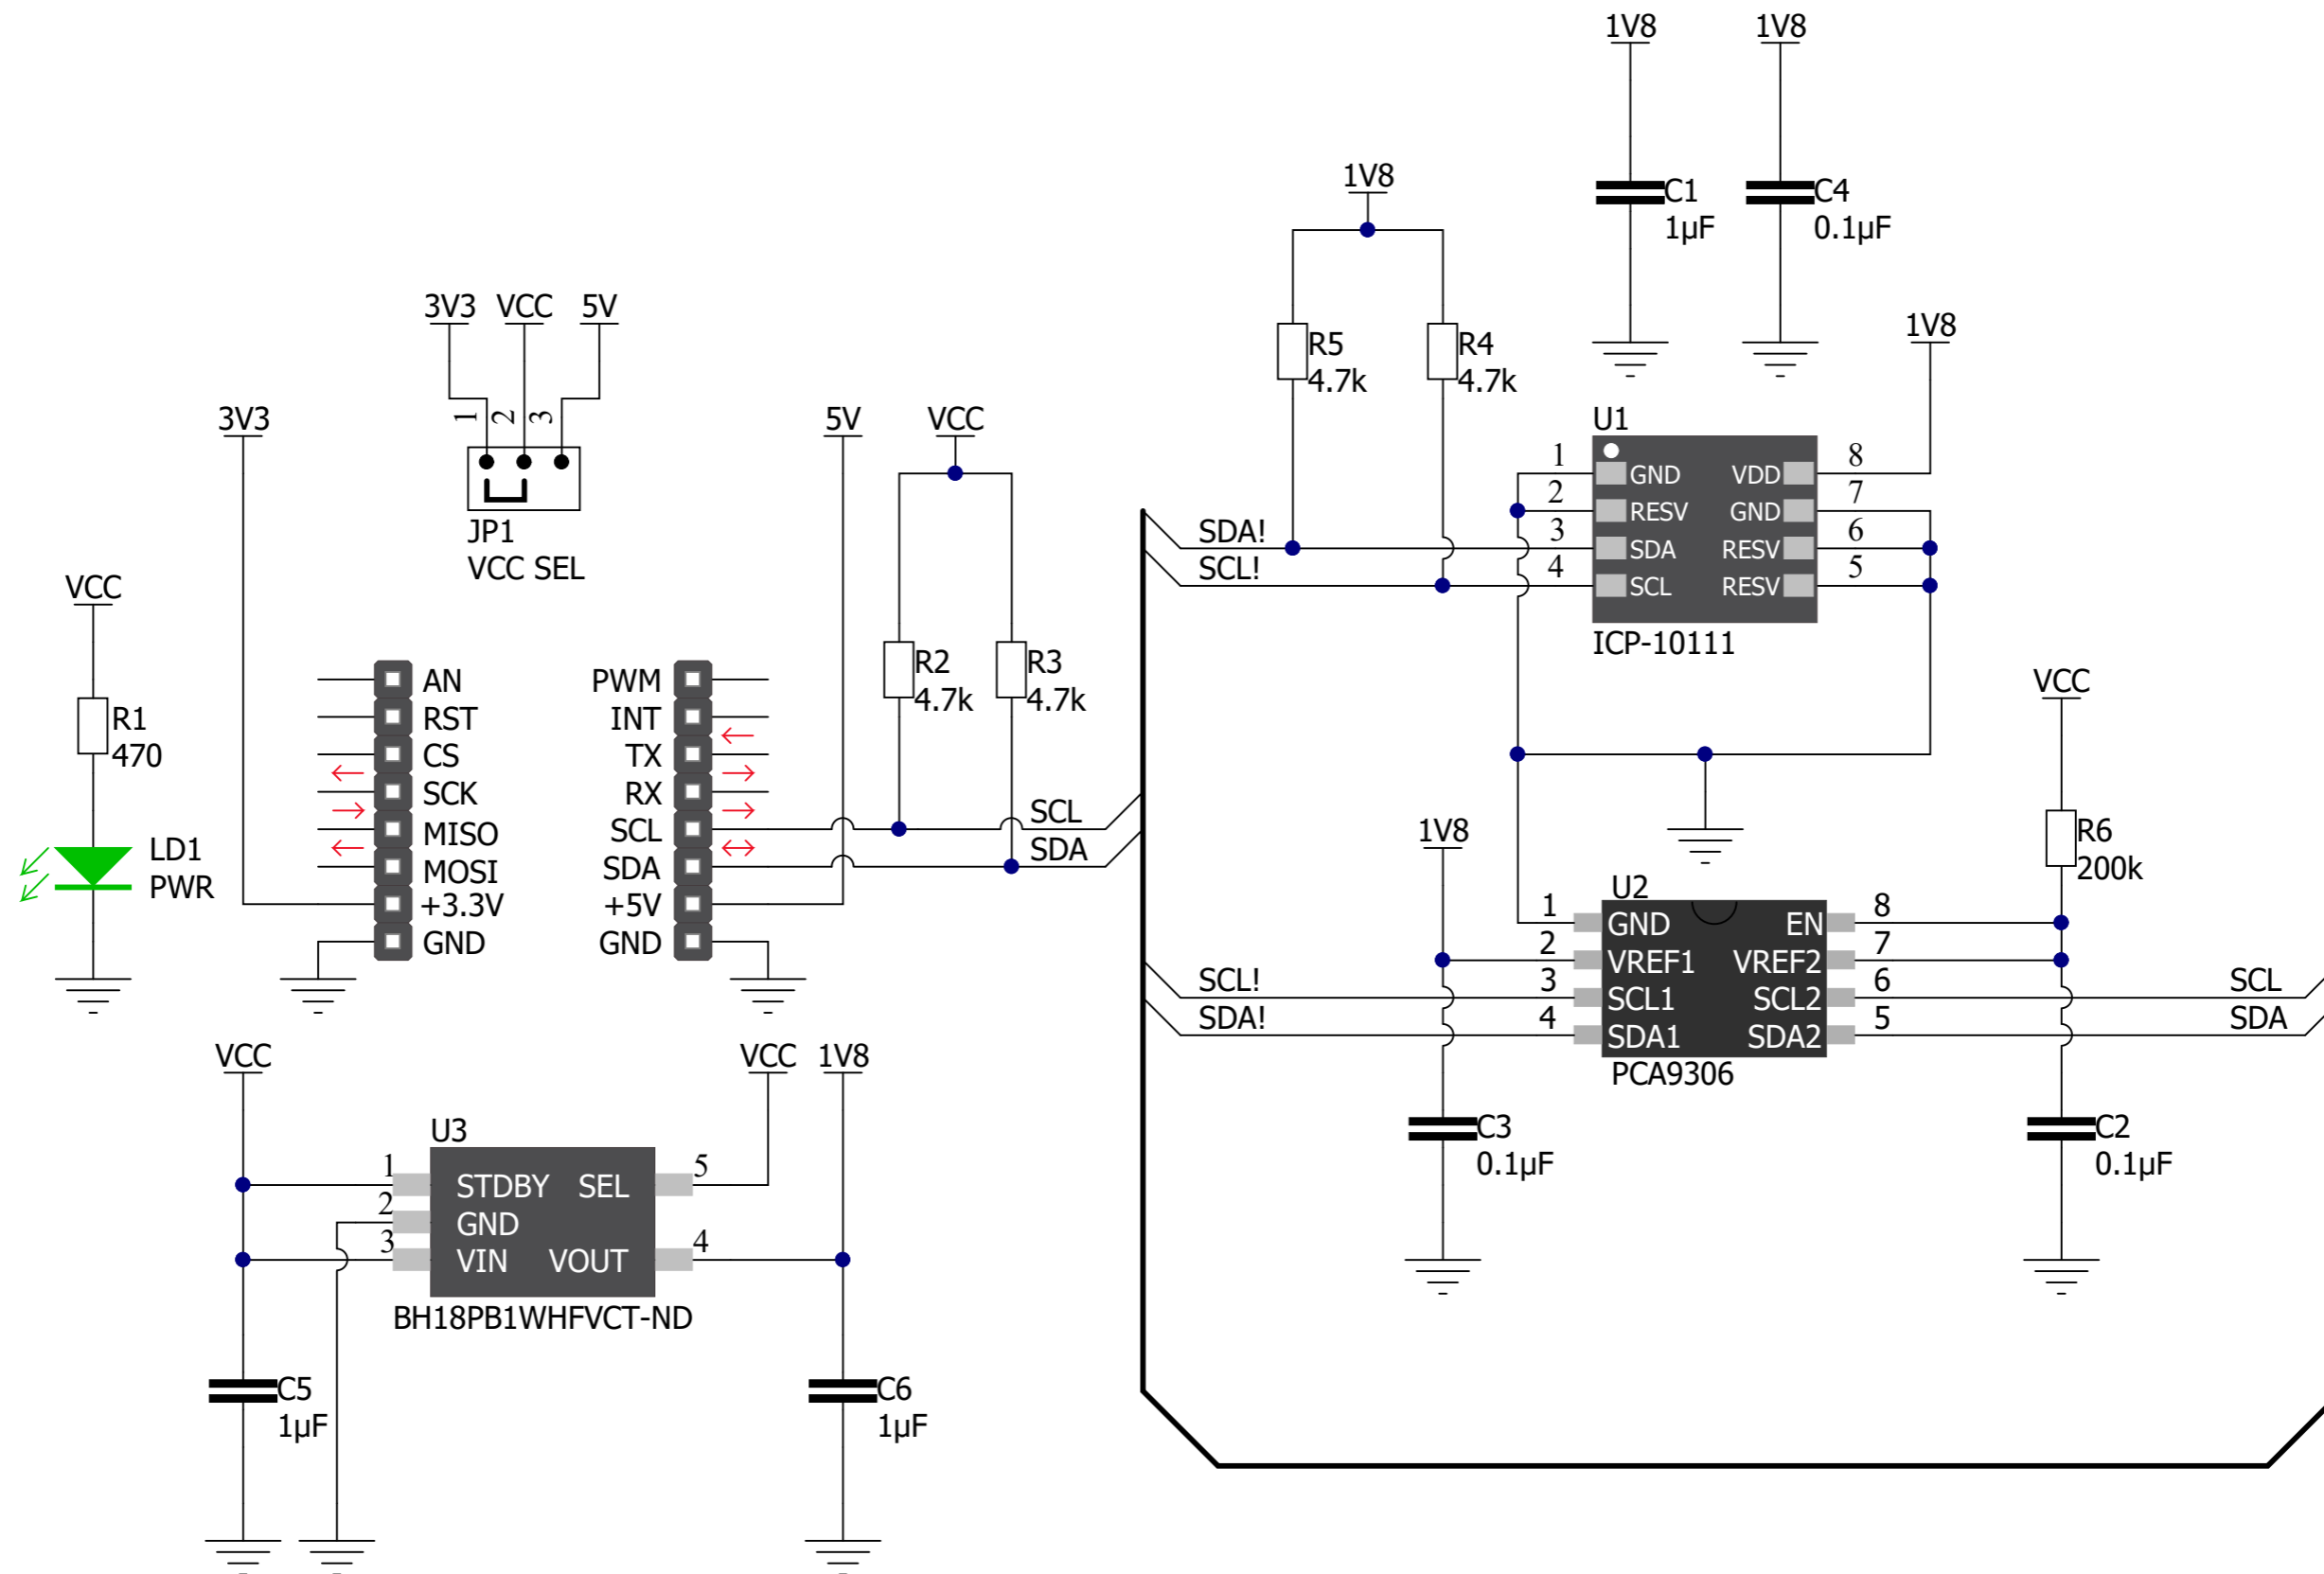 1V8
1V8
C1
1µF
C4
0.1µF
1V8
R5
4.7k
R4
4.7k
3V3 VCC 5V
1 2 3
JP1
VCC SEL
3V3
5V
VCC
1V8
U1
1 GND VDD 8
2 RESV GND 7
3 SDA RESV 6
4 SCL RESV 5
ICP-10111
SDA!
SCL!
VCC
R1
470
LD1
PWR
AN PWM
RST INT
CS TX
SCK RX
MISO SCL
MOSI SDA
+3.3V +5V
GND GND
R2
4.7k
R3
4.7k
SCL
SDA
VCC
R6
200k
1V8
U2
1 GND EN 8
2 VREF1 VREF2 7
3 SCL1 SCL2 6
4 SDA1 SDA2 5
PCA9306
SCL!
SDA!
SCL
SDA
C3
0.1µF
C2
0.1µF
VCC
VCC 1V8
U3
1 STDBY SEL 5
2 GND
3 VIN VOUT 4
BH18PB1WHFVCT-ND
C5
1µF
C6
1µF